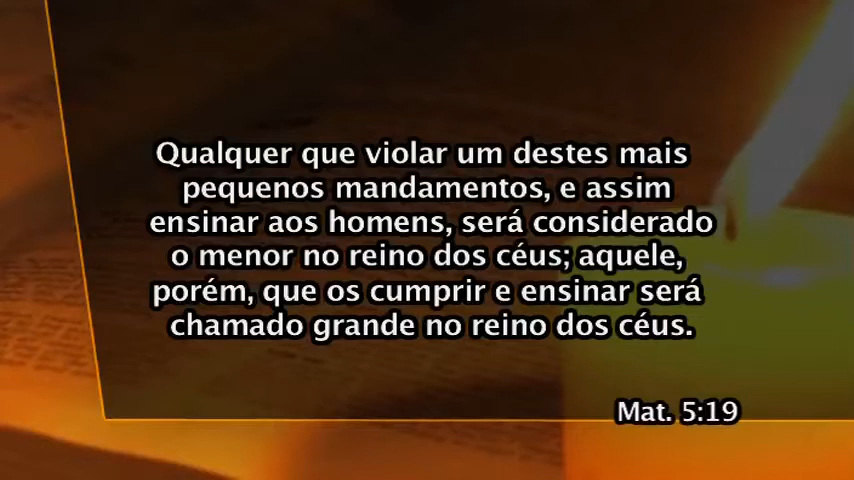 Qualquer que violar um destes mais
pequenos mandamentos, e assim
ensinar aos homens, será considerado
o menor no reino dos céus; aquele,
porém, que os cumprir e ensinar será
chamado grande no reino dos céus.
Mat. 5:19